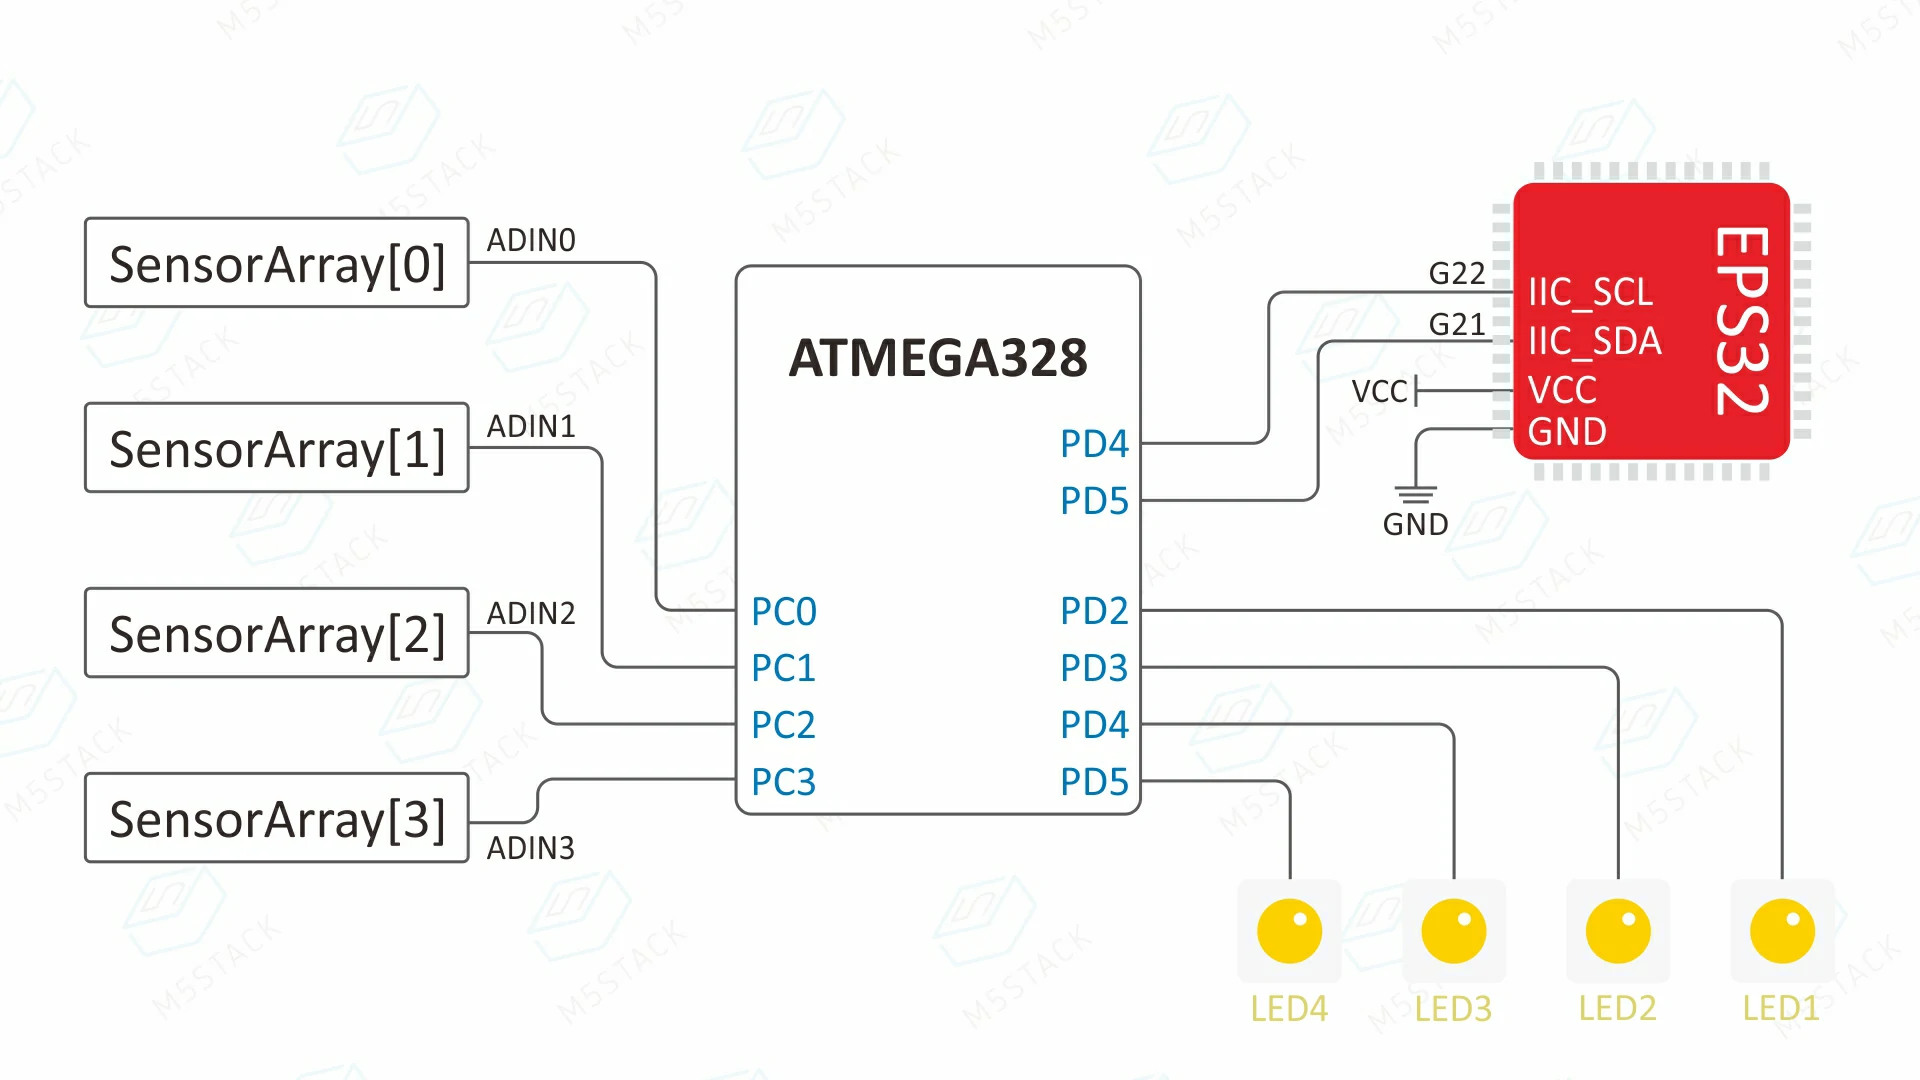 SensorArray[0]
ADIN0
SensorArray[1]
ADIN1
SensorArray[2]
ADIN2
SensorArray[3]
ADIN3
ATMEGA328
PD4
PD5
PC0
PC1
PC2
PC3
PD2
PD3
PD4
PD5
G22
G21
VCC
GND
IIC_SCL
IIC_SDA
VCC
GND
EPS32
LED4
LED3
LED2
LED1
M5STACK